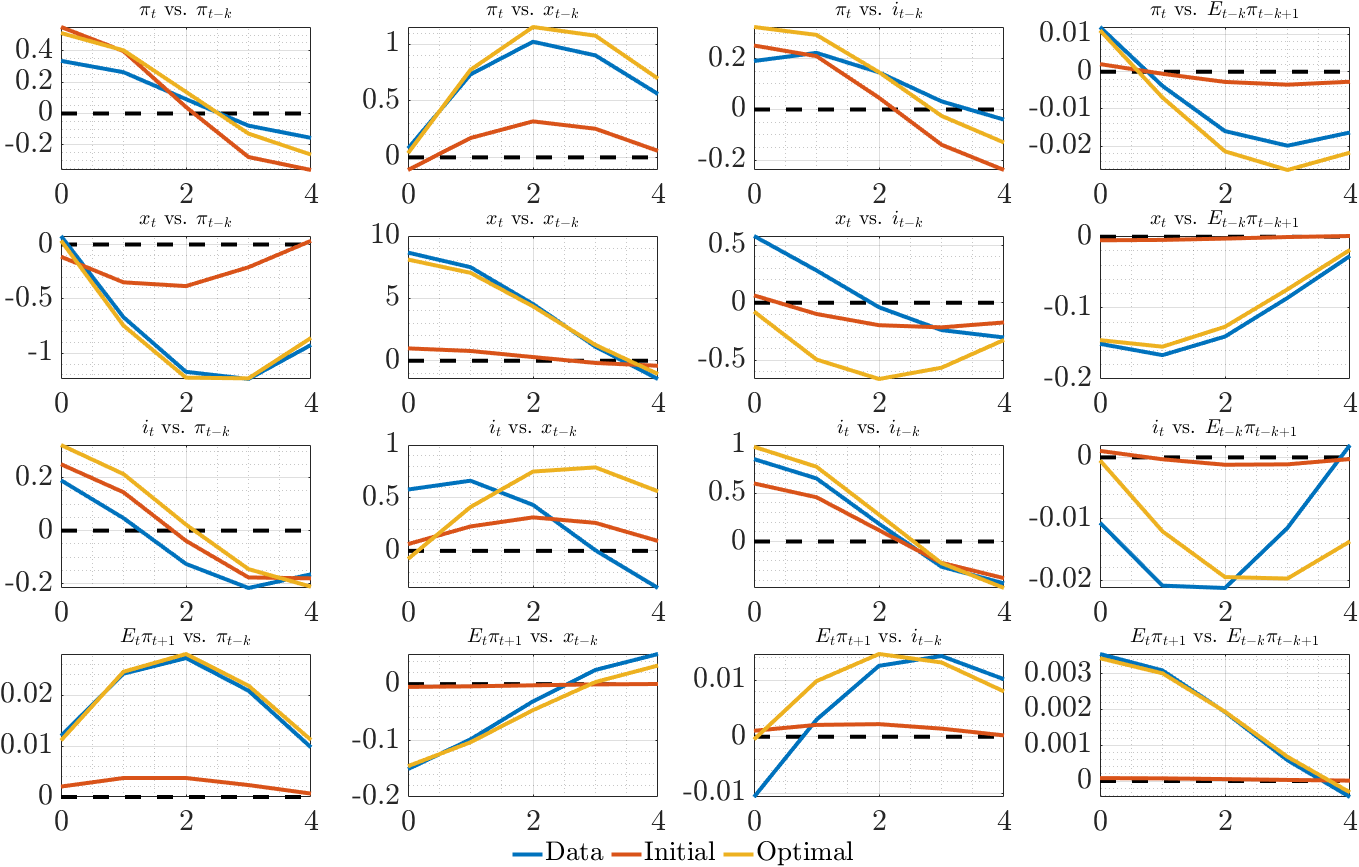 π_t vs. π_{t−k}
π_t vs. x_{t−k}
π_t vs. i_{t−k}
π_t vs. E_{t−k}π_{t−k+1}
0.4
0.2
0
-0.2
0 2 4
1
0.5
0
0 2 4
0.2
0
-0.2
0 2 4
0.01
0
-0.01
-0.02
0 2 4
x_t vs. π_{t−k}
x_t vs. x_{t−k}
x_t vs. i_{t−k}
x_t vs. E_{t−k}π_{t−k+1}
0
-0.5
-1
0 2 4
10
5
0
0 2 4
0.5
0
-0.5
0 2 4
0
-0.1
-0.2
0 2 4
i_t vs. π_{t−k}
i_t vs. x_{t−k}
i_t vs. i_{t−k}
i_t vs. E_{t−k}π_{t−k+1}
0.2
0
-0.2
0 2 4
1
0.5
0
0 2 4
1
0.5
0
0 2 4
0
-0.01
-0.02
0 2 4
E_tπ_{t+1} vs. π_{t−k}
E_tπ_{t+1} vs. x_{t−k}
E_tπ_{t+1} vs. i_{t−k}
E_tπ_{t+1} vs. E_{t−k}π_{t−k+1}
0.02
0.01
0
0 2 4
0
-0.1
-0.2
0 2 4
0.01
0
-0.01
0 2 4
0.003
0.002
0.001
0
0 2 4
Data Initial Optimal